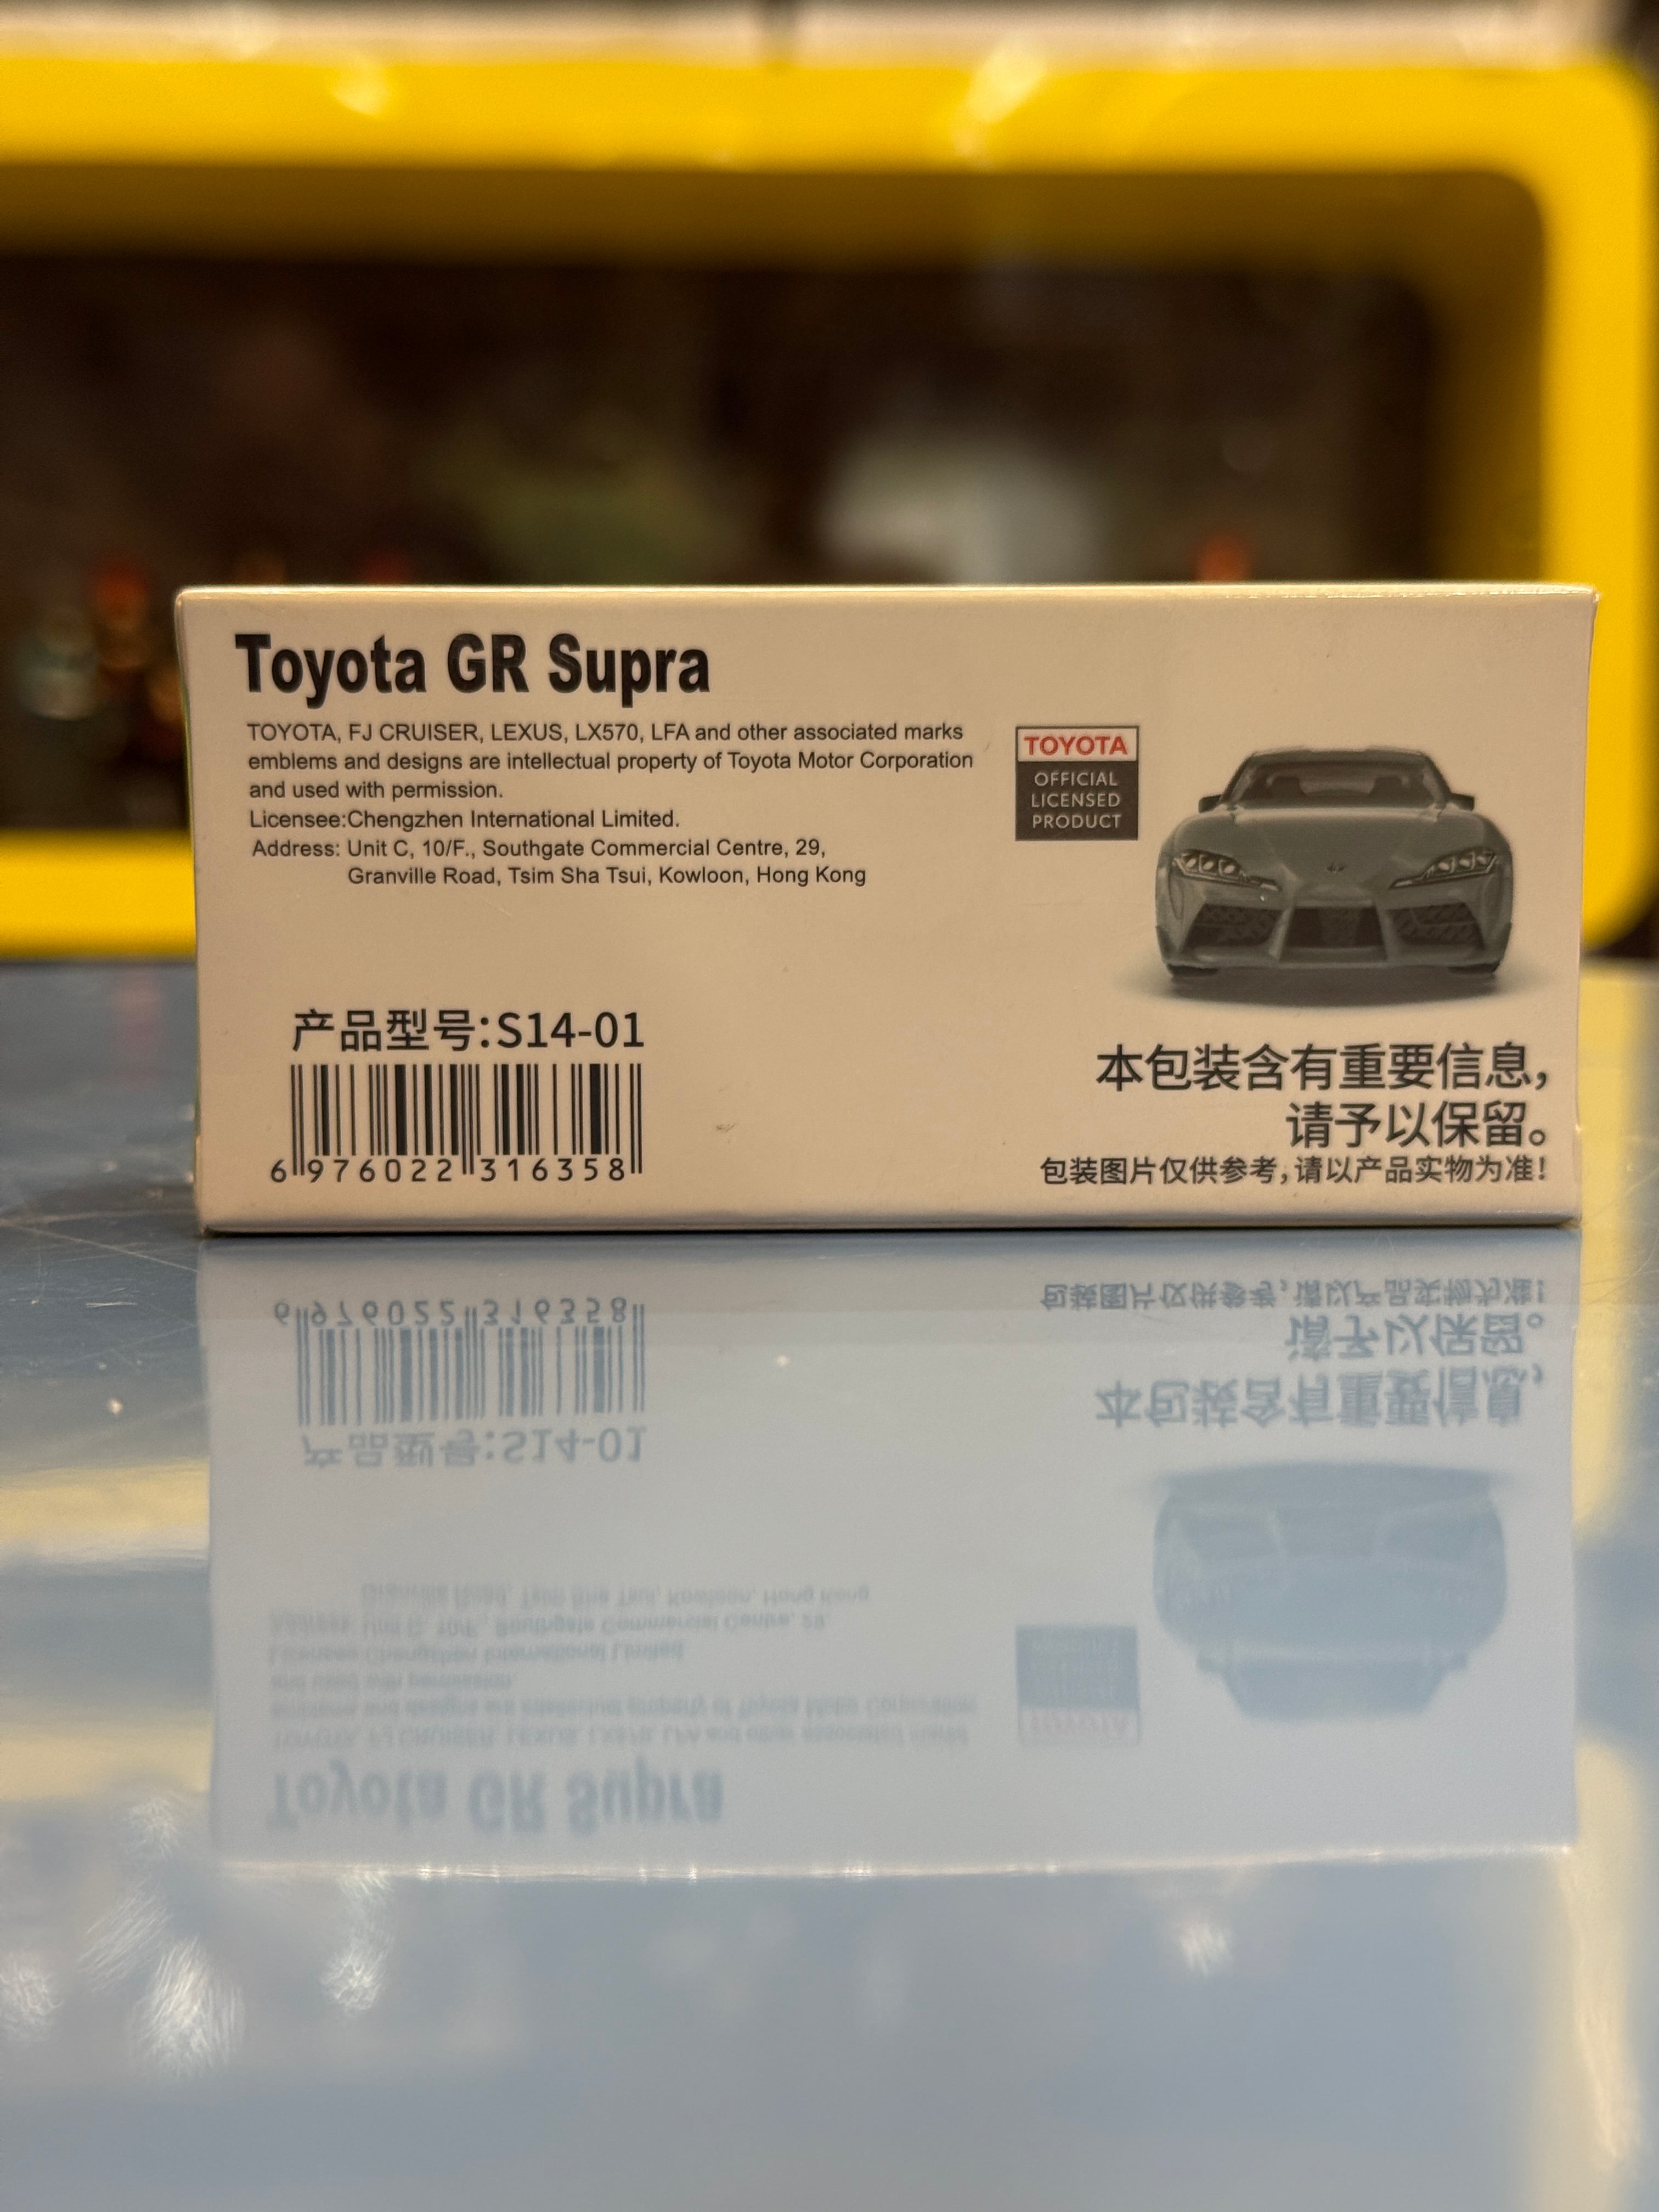 Toyota GR Supra
TOYOTA, FJ CRUISER, LEXUS, LX570, LFA and other associated marks
emblems and designs are intellectual property of Toyota Motor Corporation
and used with permission.
Licensee:Chengzhen International Limited.
Address: Unit C, 10/F., Southgate Commercial Centre, 29,
Granville Road, Tsim Sha Tsui, Kowloon, Hong Kong
TOYOTA
OFFICIAL
LICENSED
PRODUCT
产品型号:S14-01
6 976022 316358
本包装含有重要信息,
请予以保留。
包装图片仅供参考,请以产品实物为准!